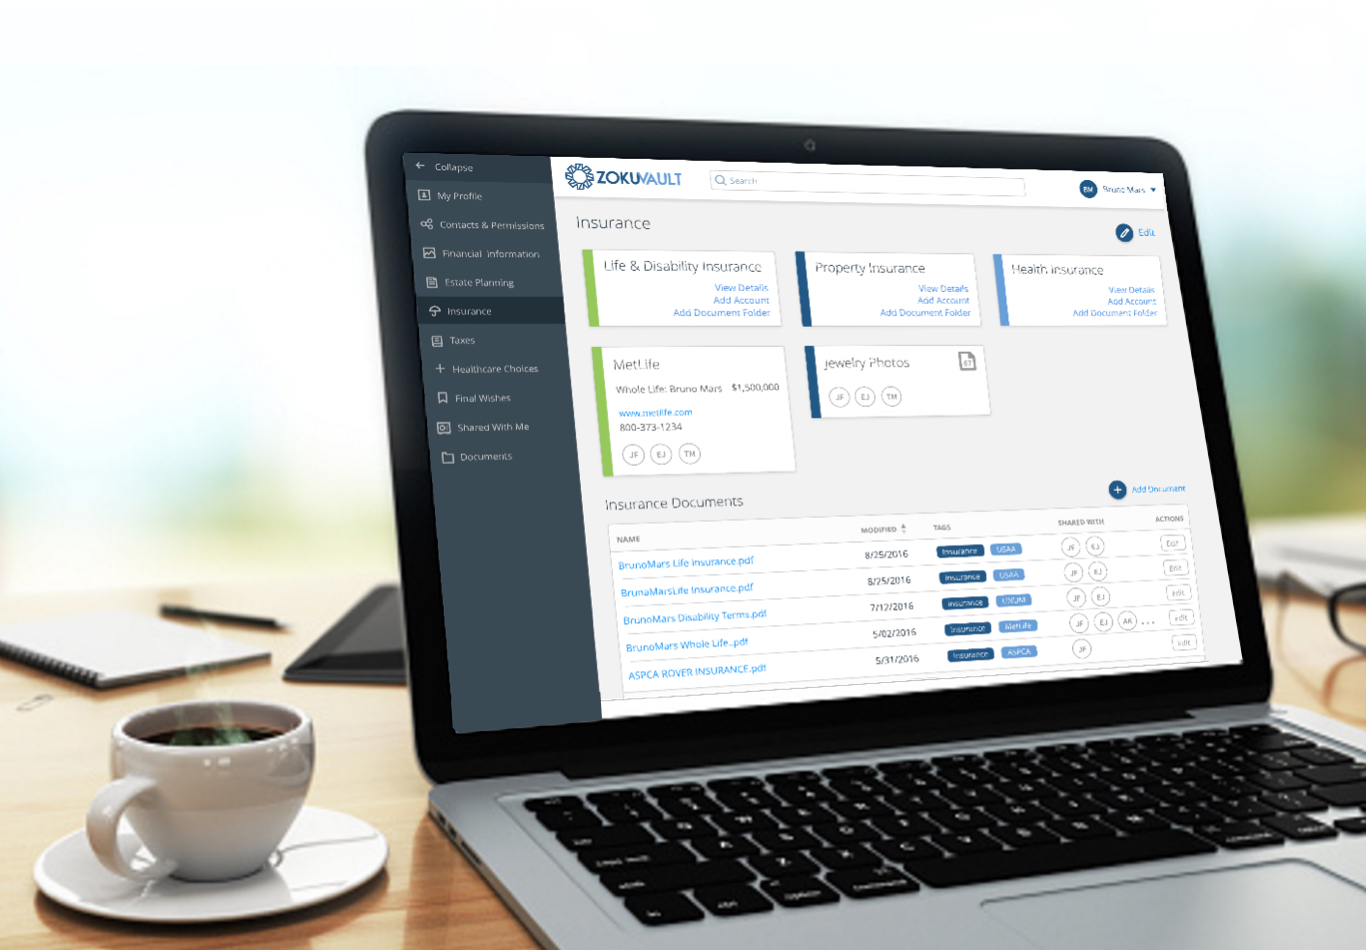 Collapse
My Profile
Contacts & Permissions
Financial Information
Estate Planning
Insurance
Taxes
Healthcare Choices
Final Wishes
Shared With Me
Documents
ZOKUVAULT
Search
BM Bruno Mars
Insurance
Edit
Life & Disability Insurance
View Details
Add Account
Add Document Folder
Property Insurance
View Details
Add Account
Add Document Folder
Health Insurance
View Details
Add Account
Add Document Folder
MetLife
Whole Life: Bruno Mars $1,500,000
www.metlife.com
800-373-1234
JF EJ TM
Jewelry Photos
JF EJ TM
Insurance Documents
Add Document
NAME MODIFIED TAGS SHARED WITH ACTIONS
BrunoMars Life Insurance.pdf 8/25/2016 Insurance USAA JF EJ Edit
BrunaMarsLife Insurance.pdf 8/25/2016 Insurance USAA JF EJ Edit
BrunoMars Disability Terms.pdf 7/12/2016 Insurance UNUM JF EJ Edit
BrunoMars Whole Life..pdf 5/02/2016 Insurance MetLife JF EJ AK ... Edit
ASPCA ROVER INSURANCE.pdf 5/31/2016 Insurance ASPCA JF Edit